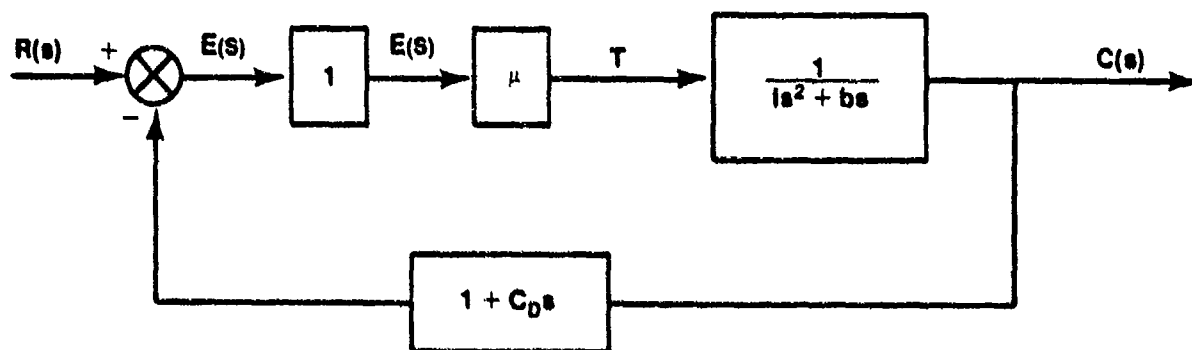 R(s)
+
−
E(S)
1
E(S)
μ
T
1
Is² + bs
C(s)
1 + C_D s